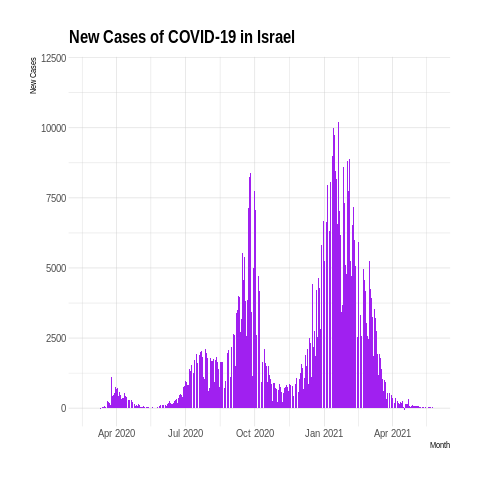 New Cases of COVID-19 in Israel
New Cases
12500
10000
7500
5000
2500
0
Apr 2020 Jul 2020 Oct 2020 Jan 2021 Apr 2021
Month